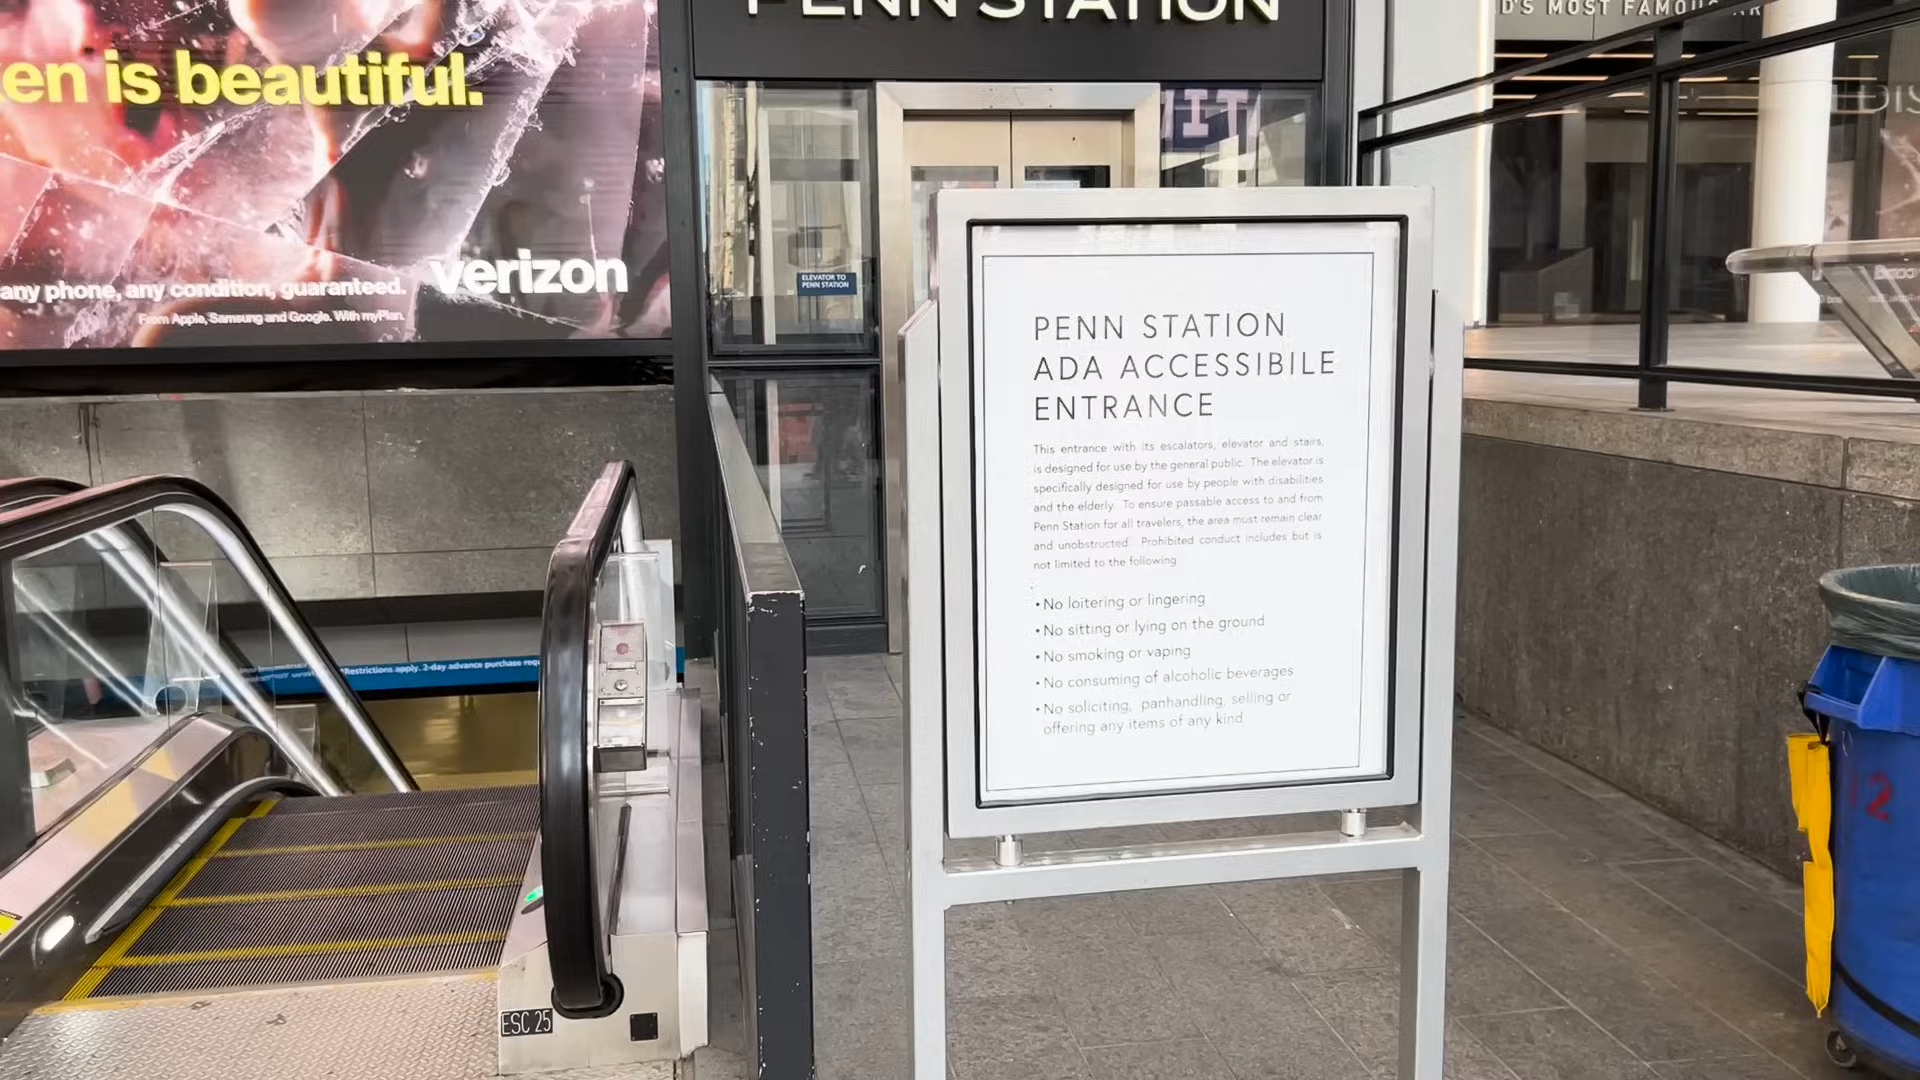 PENN STATION
D'S MOST FAMOUS
en is beautiful.
any phone, any condition, guaranteed.
verizon
From Apple, Samsung and Google. With myPlan.
ELEVATOR TO
PENN STATION
PENN STATION
ADA ACCESSIBILE
ENTRANCE
This entrance with its escalators, elevator and stairs,
is designed for use by the general public. The elevator is
specifically designed for use by people with disabilities
and the elderly. To ensure passable access to and from
Penn Station for all travelers, the area must remain clear
and unobstructed. Prohibited conduct includes but is
not limited to the following
• No loitering or lingering
• No sitting or lying on the ground
• No smoking or vaping
• No consuming of alcoholic beverages
• No soliciting, panhandling, selling or
offering any items of any kind
Restrictions apply. 2-day advance purchase requ
ESC 25
2